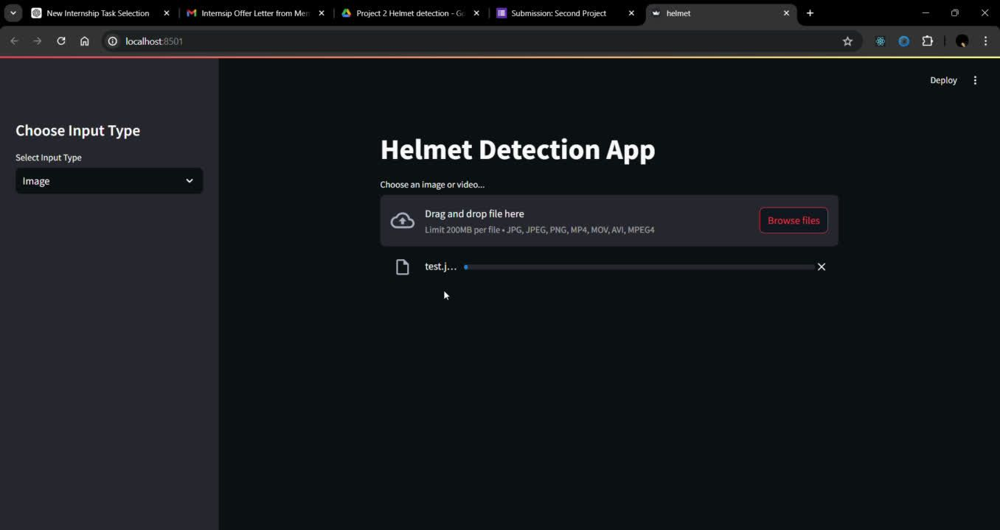 New Internship Task Selection
Internsip Offer Letter from Men
Project 2 Helmet detection - Go
Submission: Second Project
helmet
localhost:8501
Deploy
Choose Input Type
Select Input Type
Image
Helmet Detection App
Choose an image or video...
Drag and drop file here
Limit 200MB per file • JPG, JPEG, PNG, MP4, MOV, AVI, MPEG4
Browse files
test.j...